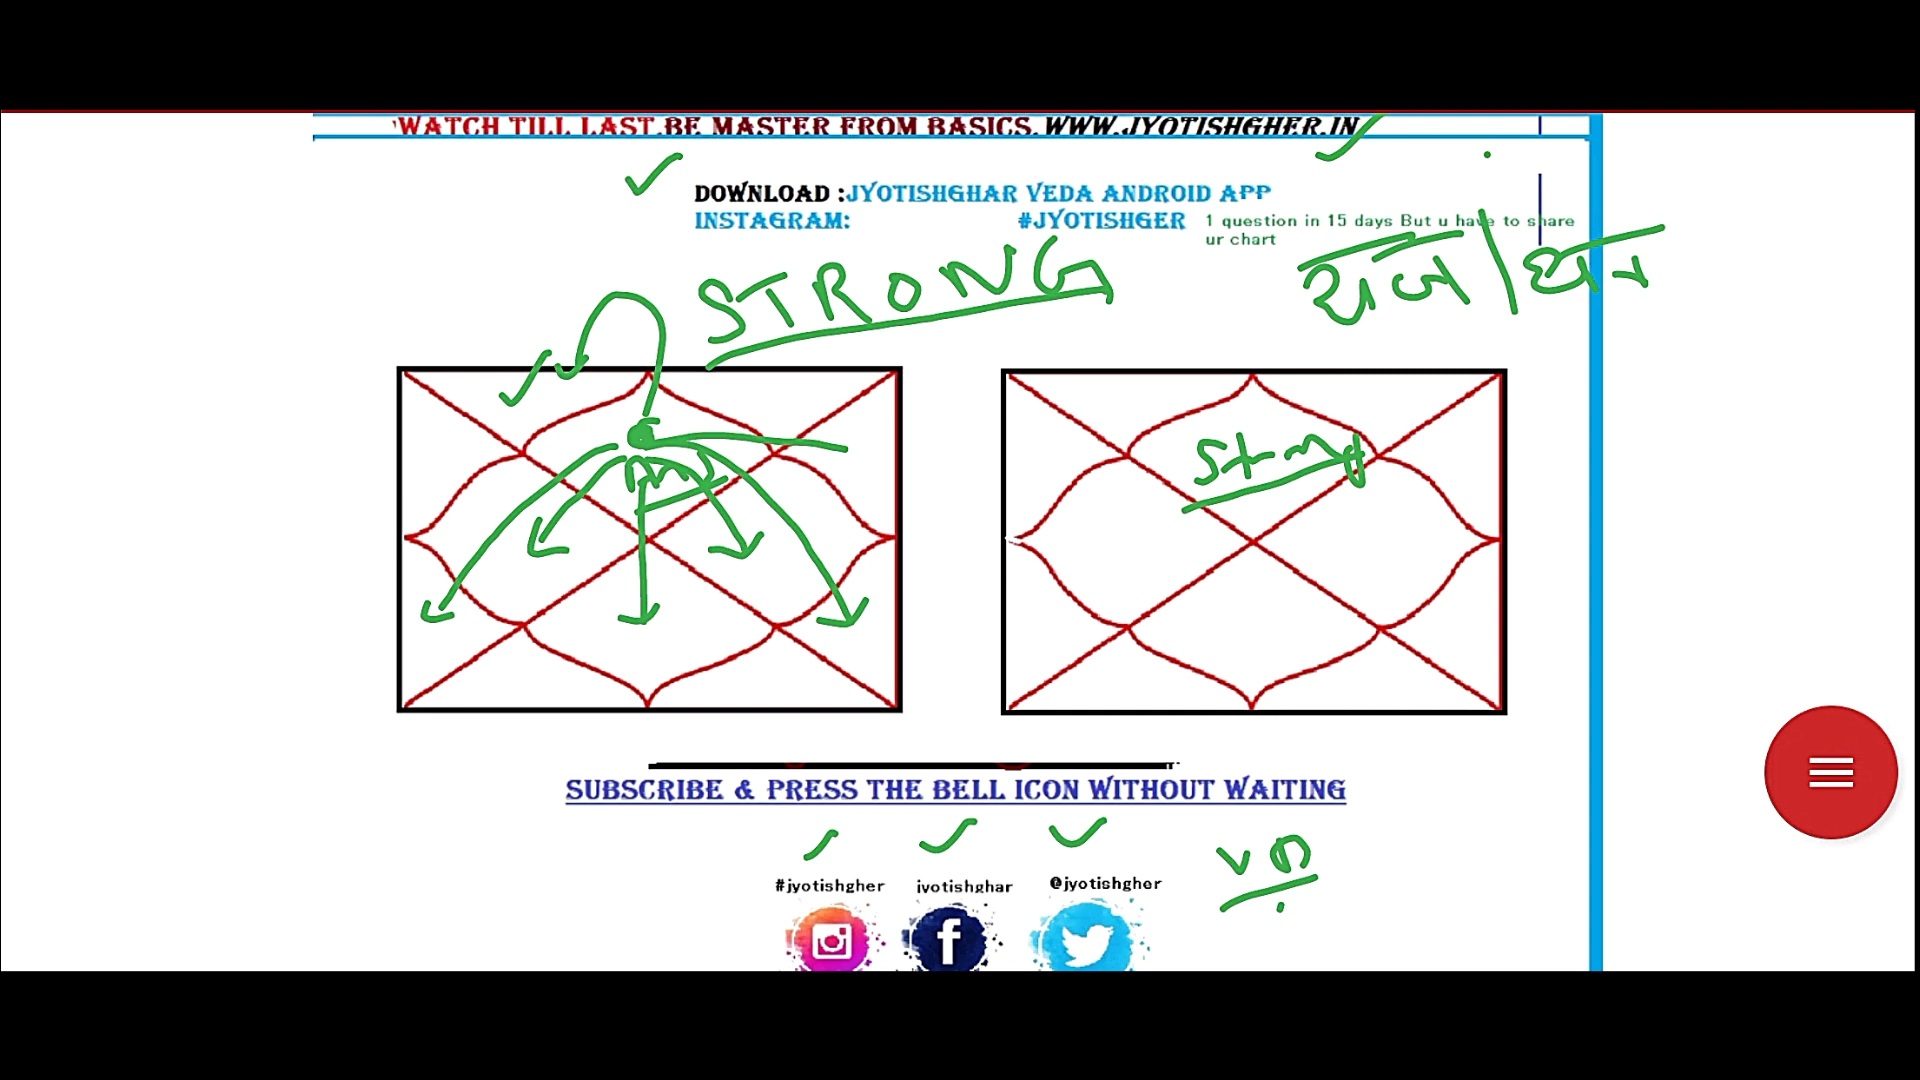 'WATCH TILL LAST.BE MASTER FROM BASICS. WWW.JYOTISHGHER.IN
DOWNLOAD :JYOTISHGHAR VEDA ANDROID APP
INSTAGRAM: #JYOTISHGER
1 question in 15 days But u have to share
ur chart
STRONG
राज / धन
Strong
SUBSCRIBE & PRESS THE BELL ICON WITHOUT WAITING
#jyotishgher jyotishghar @jyotishgher